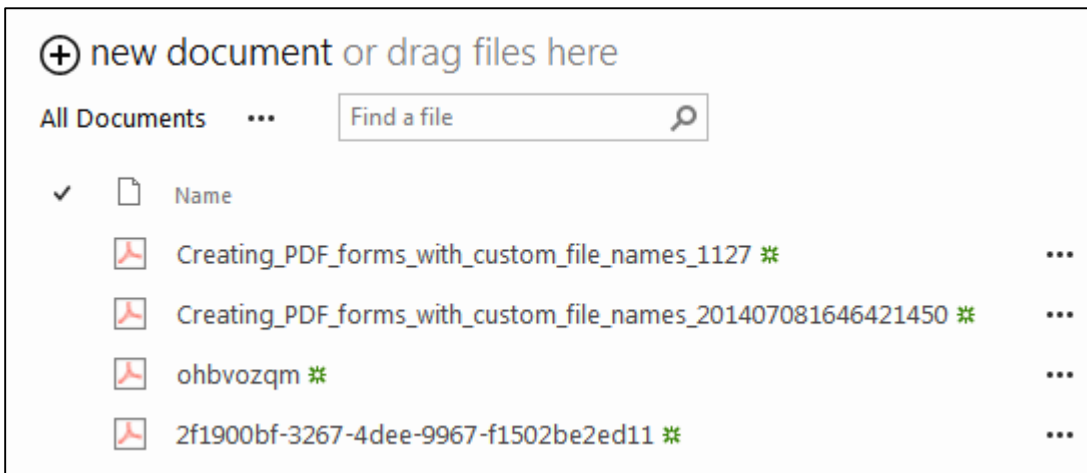 new document or drag files here
All Documents ••• Find a file
Name
Creating_PDF_forms_with_custom_file_names_1127
Creating_PDF_forms_with_custom_file_names_201407081646421450
ohbvozqm
2f1900bf-3267-4dee-9967-f1502be2ed11